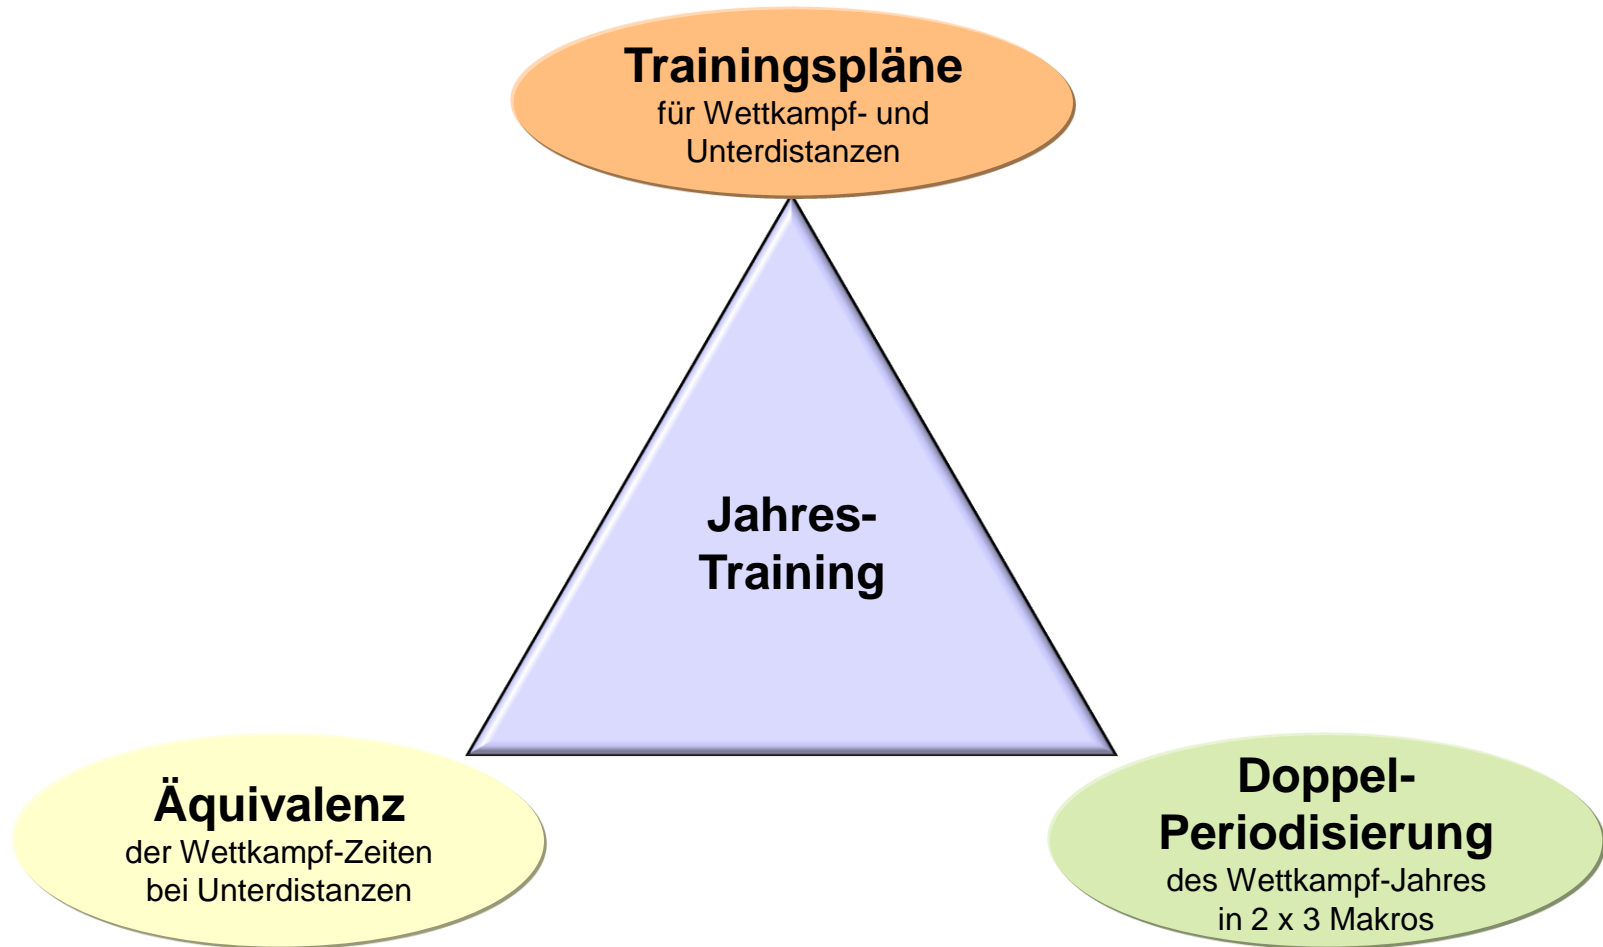 Trainingspläne
für Wettkampf- und
Unterdistanzen
Jahres-
Training
Äquivalenz
der Wettkampf-Zeiten
bei Unterdistanzen
Doppel-
Periodisierung
des Wettkampf-Jahres
in 2 x 3 Makros